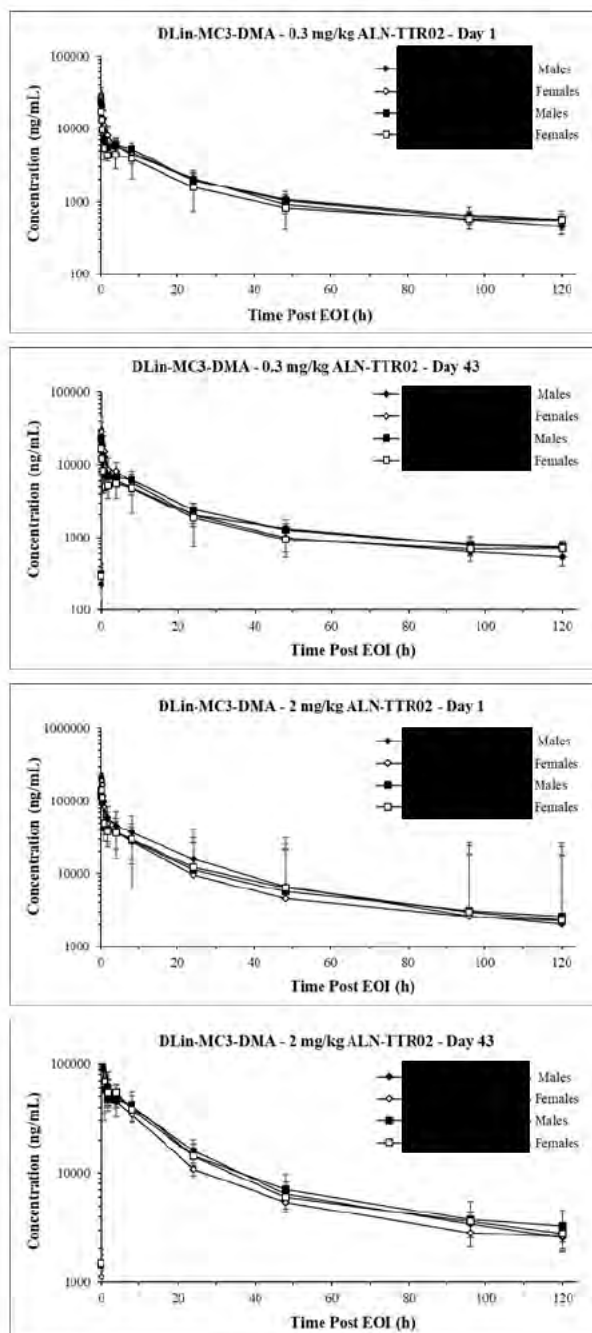 DLin-MC3-DMA - 0.3 mg/kg ALN-TTR02 - Day 1
100000
10000
1000
100
Concentration (ng/mL)
Males
Females
Males
Females
0 20 40 60 80 100 120
Time Post EOI (h)
DLin-MC3-DMA - 0.3 mg/kg ALN-TTR02 - Day 43
100000
10000
1000
100
Concentration (ng/mL)
Males
Females
Males
Females
0 20 40 60 80 100 120
Time Post EOI (h)
DLin-MC3-DMA - 2 mg/kg ALN-TTR02 - Day 1
1000000
100000
10000
1000
Concentration (ng/mL)
Males
Females
Males
Females
0 20 40 60 80 100 120
Time Post EOI (h)
DLin-MC3-DMA - 2 mg/kg ALN-TTR02 - Day 43
100000
10000
1000
Concentration (ng/mL)
Males
Females
Males
Females
0 20 40 60 80 100 120
Time Post EOI (h)